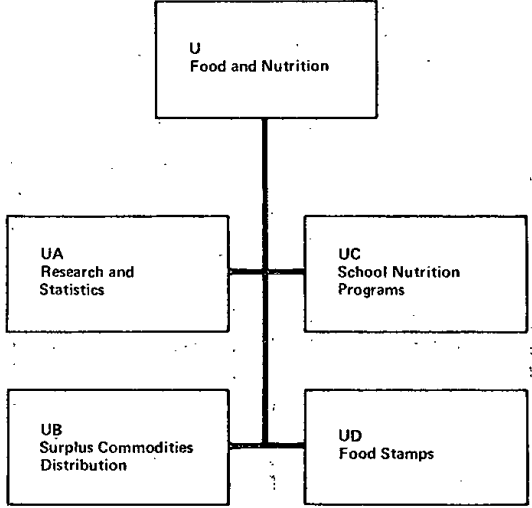 U
Food and Nutrition
UA
Research and
Statistics
UC
School Nutrition
Programs
UB
Surplus Commodities
Distribution
UD
Food Stamps